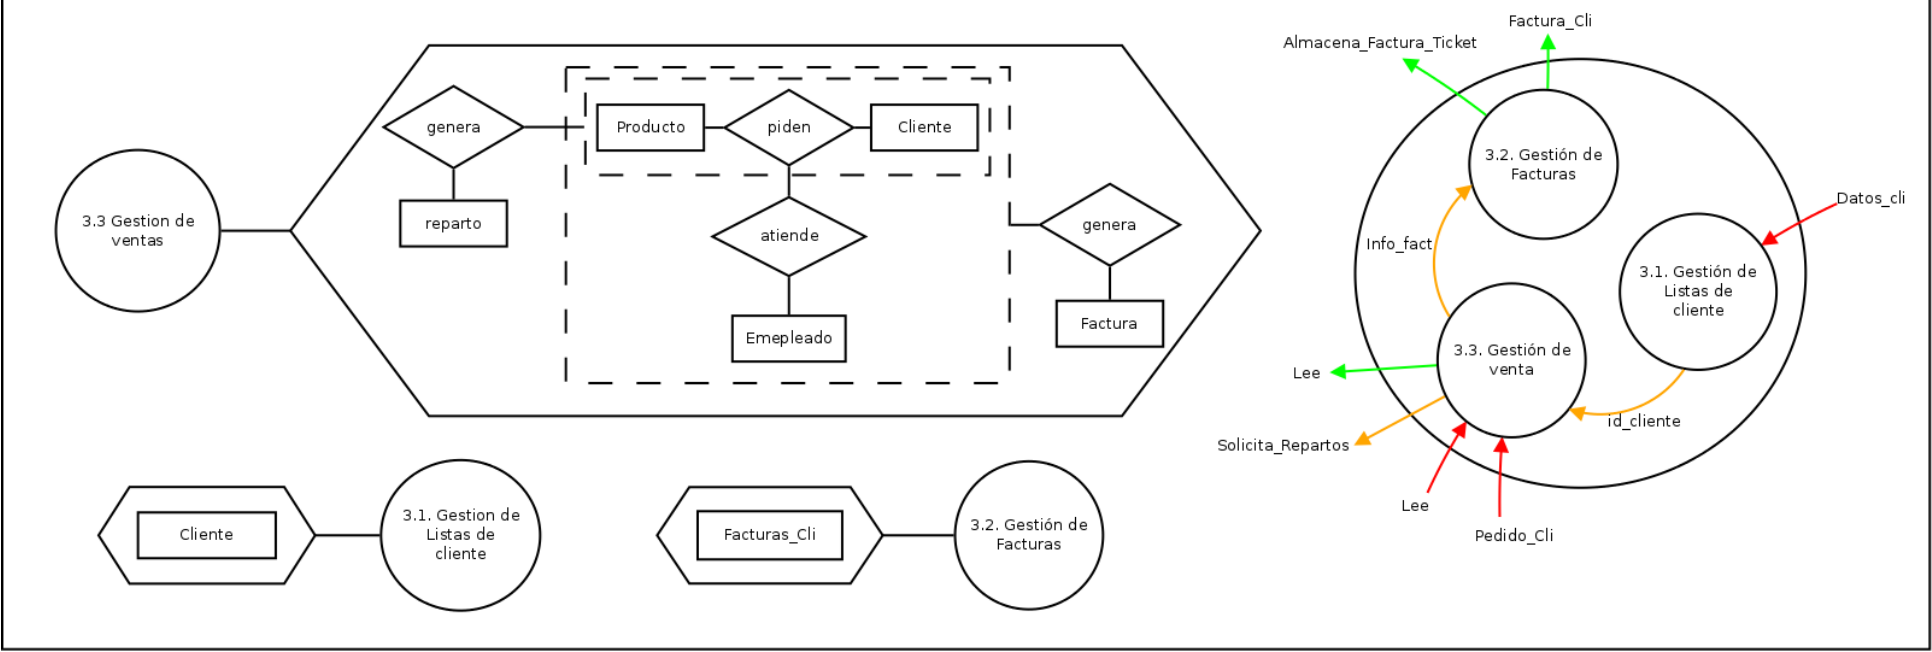 3.3 Gestion de
ventas
genera
reparto
Producto
piden
Cliente
atiende
Emepleado
genera
Factura
Cliente
3.1. Gestion de
Listas de
cliente
Facturas_Cli
3.2. Gestión de
Facturas
Factura_Cli
Almacena_Factura_Ticket
3.2. Gestión de
Facturas
Datos_cli
Info_fact
3.1. Gestión de
Listas de
cliente
3.3. Gestión de
venta
Lee
id_cliente
Solicita_Repartos
Lee
Pedido_Cli